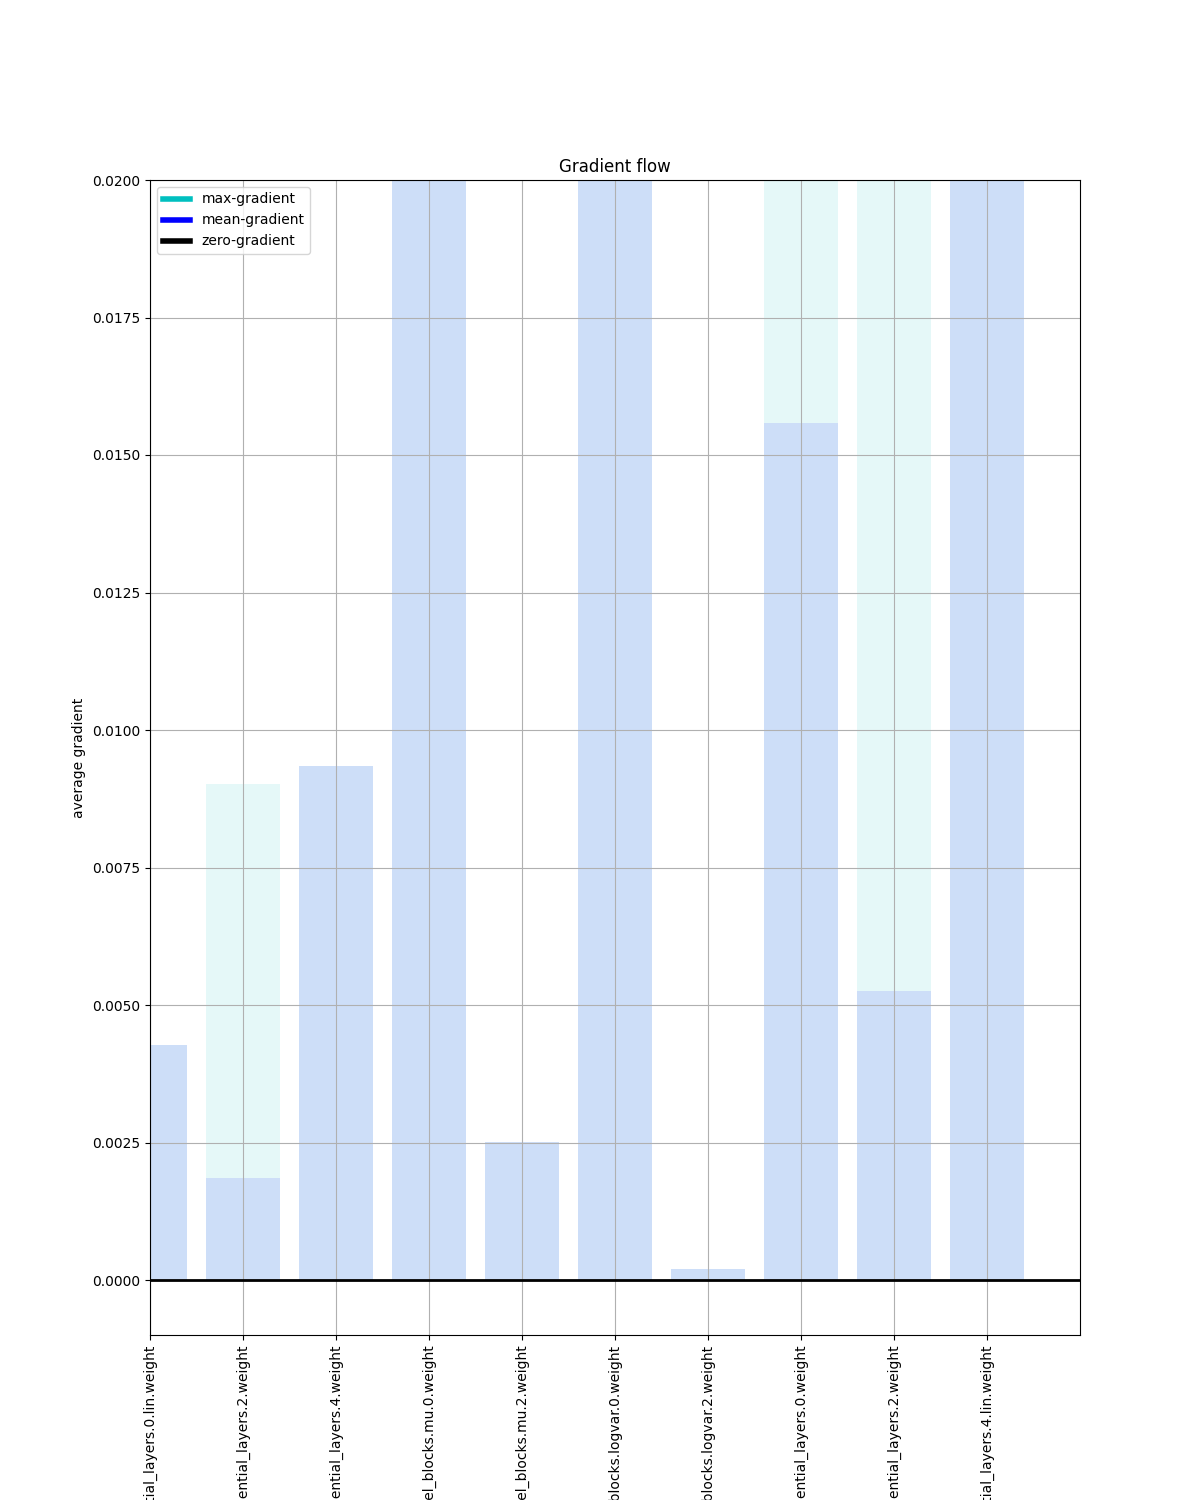 Gradient flow
max-gradient
mean-gradient
zero-gradient
average gradient
0.0200
0.0175
0.0150
0.0125
0.0100
0.0075
0.0050
0.0025
0.0000
tial_layers.0.lin.weight
ential_layers.2.weight
ential_layers.4.weight
el_blocks.mu.0.weight
el_blocks.mu.2.weight
blocks.logvar.0.weight
blocks.logvar.2.weight
ential_layers.0.weight
ential_layers.2.weight
tial_layers.4.lin.weight